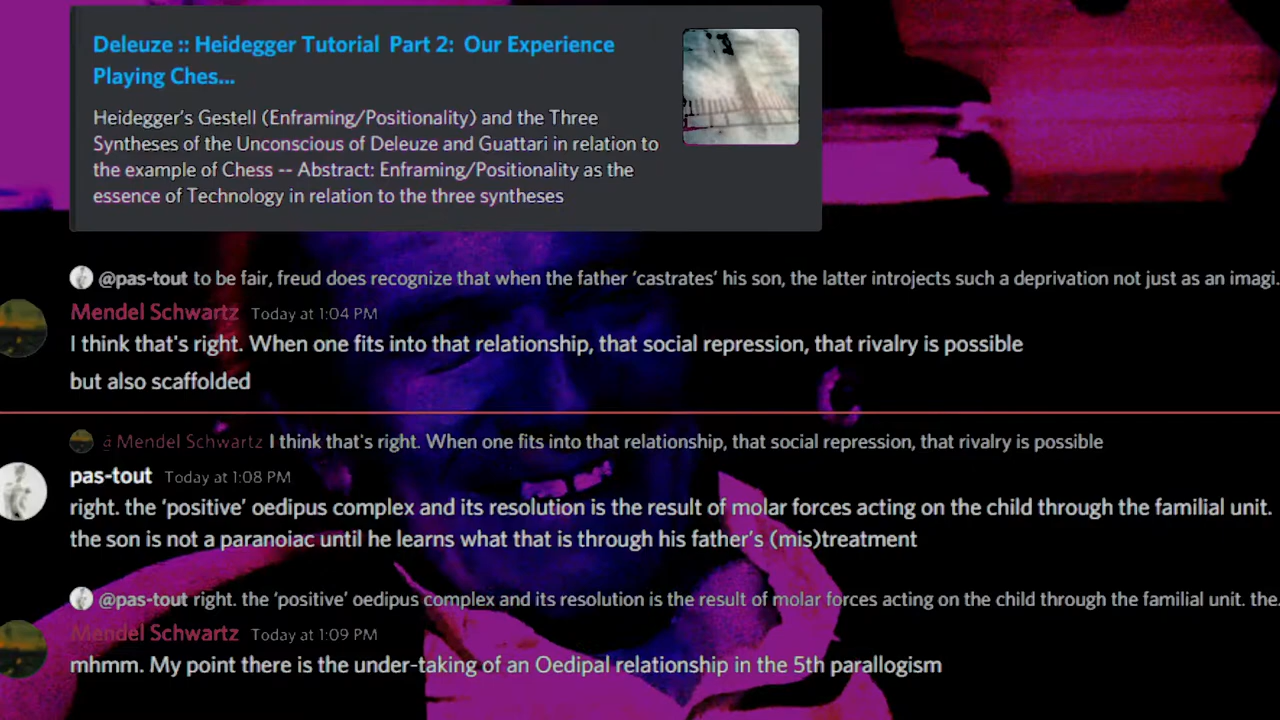 Deleuze :: Heidegger Tutorial Part 2: Our Experience
Playing Ches...
Heidegger's Gestell (Enframing/Positionality) and the Three
Syntheses of the Unconscious of Deleuze and Guattari in relation to
the example of Chess -- Abstract: Enframing/Positionality as the
essence of Technology in relation to the three syntheses
@pas-tout to be fair, freud does recognize that when the father ‘castrates’ his son, the latter introjects such a deprivation not just as an imagi.
Mendel Schwartz Today at 1:04 PM
I think that's right. When one fits into that relationship, that social repression, that rivalry is possible
but also scaffolded
Mendel Schwartz I think that's right. When one fits into that relationship, that social repression, that rivalry is possible
pas-tout Today at 1:08 PM
right. the ‘positive’ oedipus complex and its resolution is the result of molar forces acting on the child through the familial unit.
the son is not a paranoiac until he learns what that is through his father’s (mis)treatment
@pas-tout right. the ‘positive’ oedipus complex and its resolution is the result of molar forces acting on the child through the familial unit. the.
Mendel Schwartz Today at 1:09 PM
mhmm. My point there is the under-taking of an Oedipal relationship in the 5th parallogism